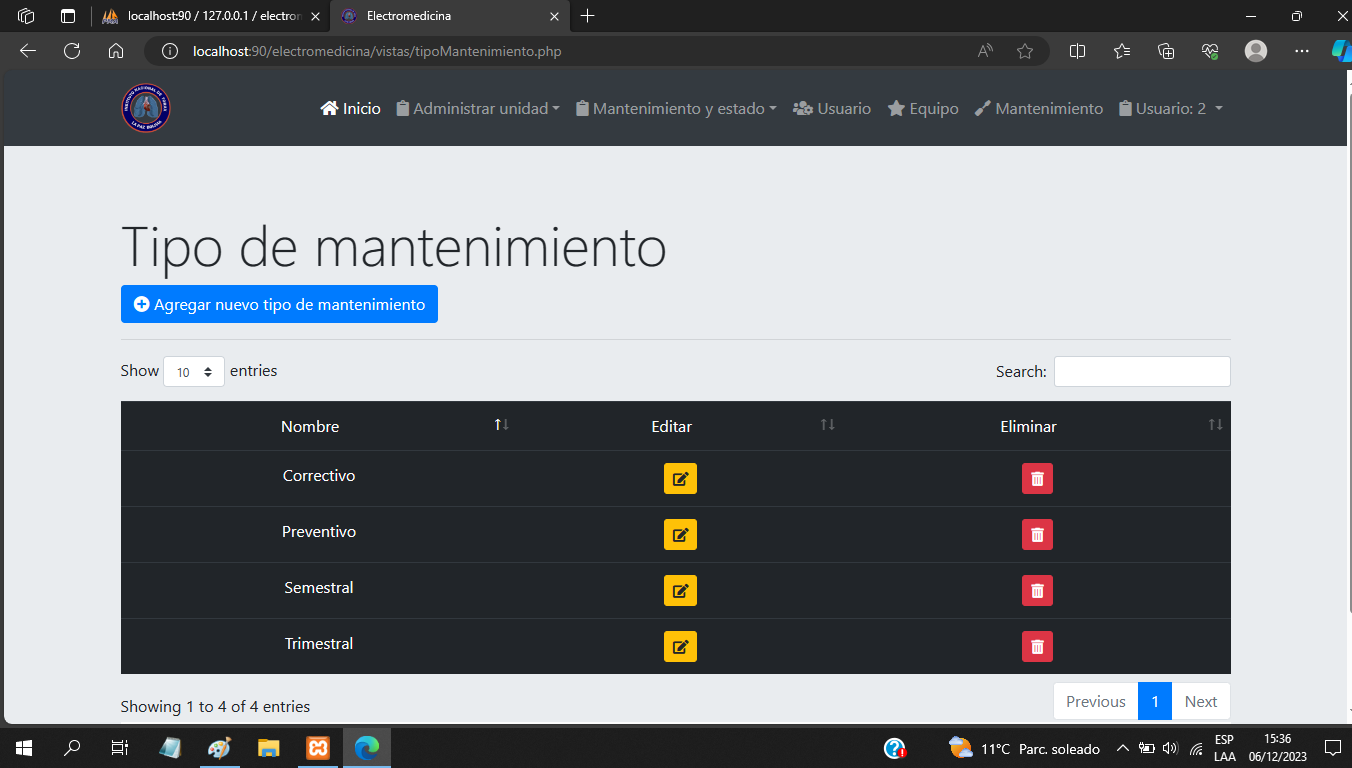 localhost:90 / 127.0.0.1 / electron
Electromedicina
localhost:90/electromedicina/vistas/tipoMantenimiento.php
Inicio Administrar unidad Mantenimiento y estado Usuario Equipo Mantenimiento Usuario: 2
Tipo de mantenimiento
Agregar nuevo tipo de mantenimiento
Show 10 entries Search:
Nombre Editar Eliminar
Correctivo
Preventivo
Semestral
Trimestral
Showing 1 to 4 of 4 entries Previous 1 Next
11°C Parc. soleado
ESP
LAA
15:36
06/12/2023